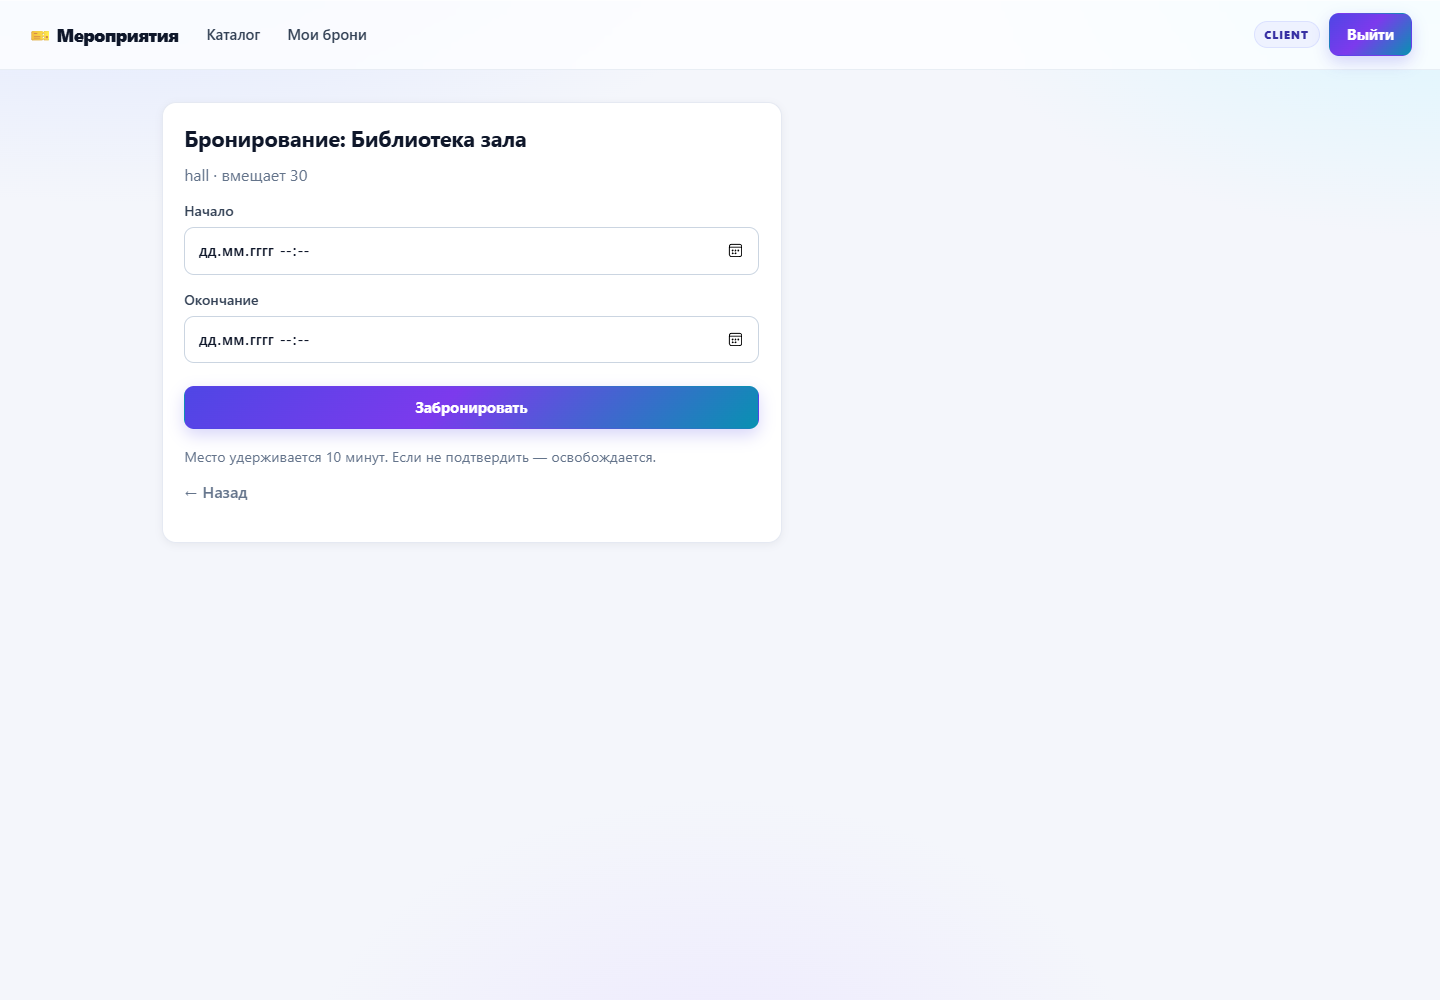 🎫 Мероприятия Каталог Мои брони CLIENT Выйти
Бронирование: Библиотека зала
hall · вмещает 30
Начало
дд.мм.гггг --:--
Окончание
дд.мм.гггг --:--
Забронировать
Место удерживается 10 минут. Если не подтвердить — освобождается.
← Назад